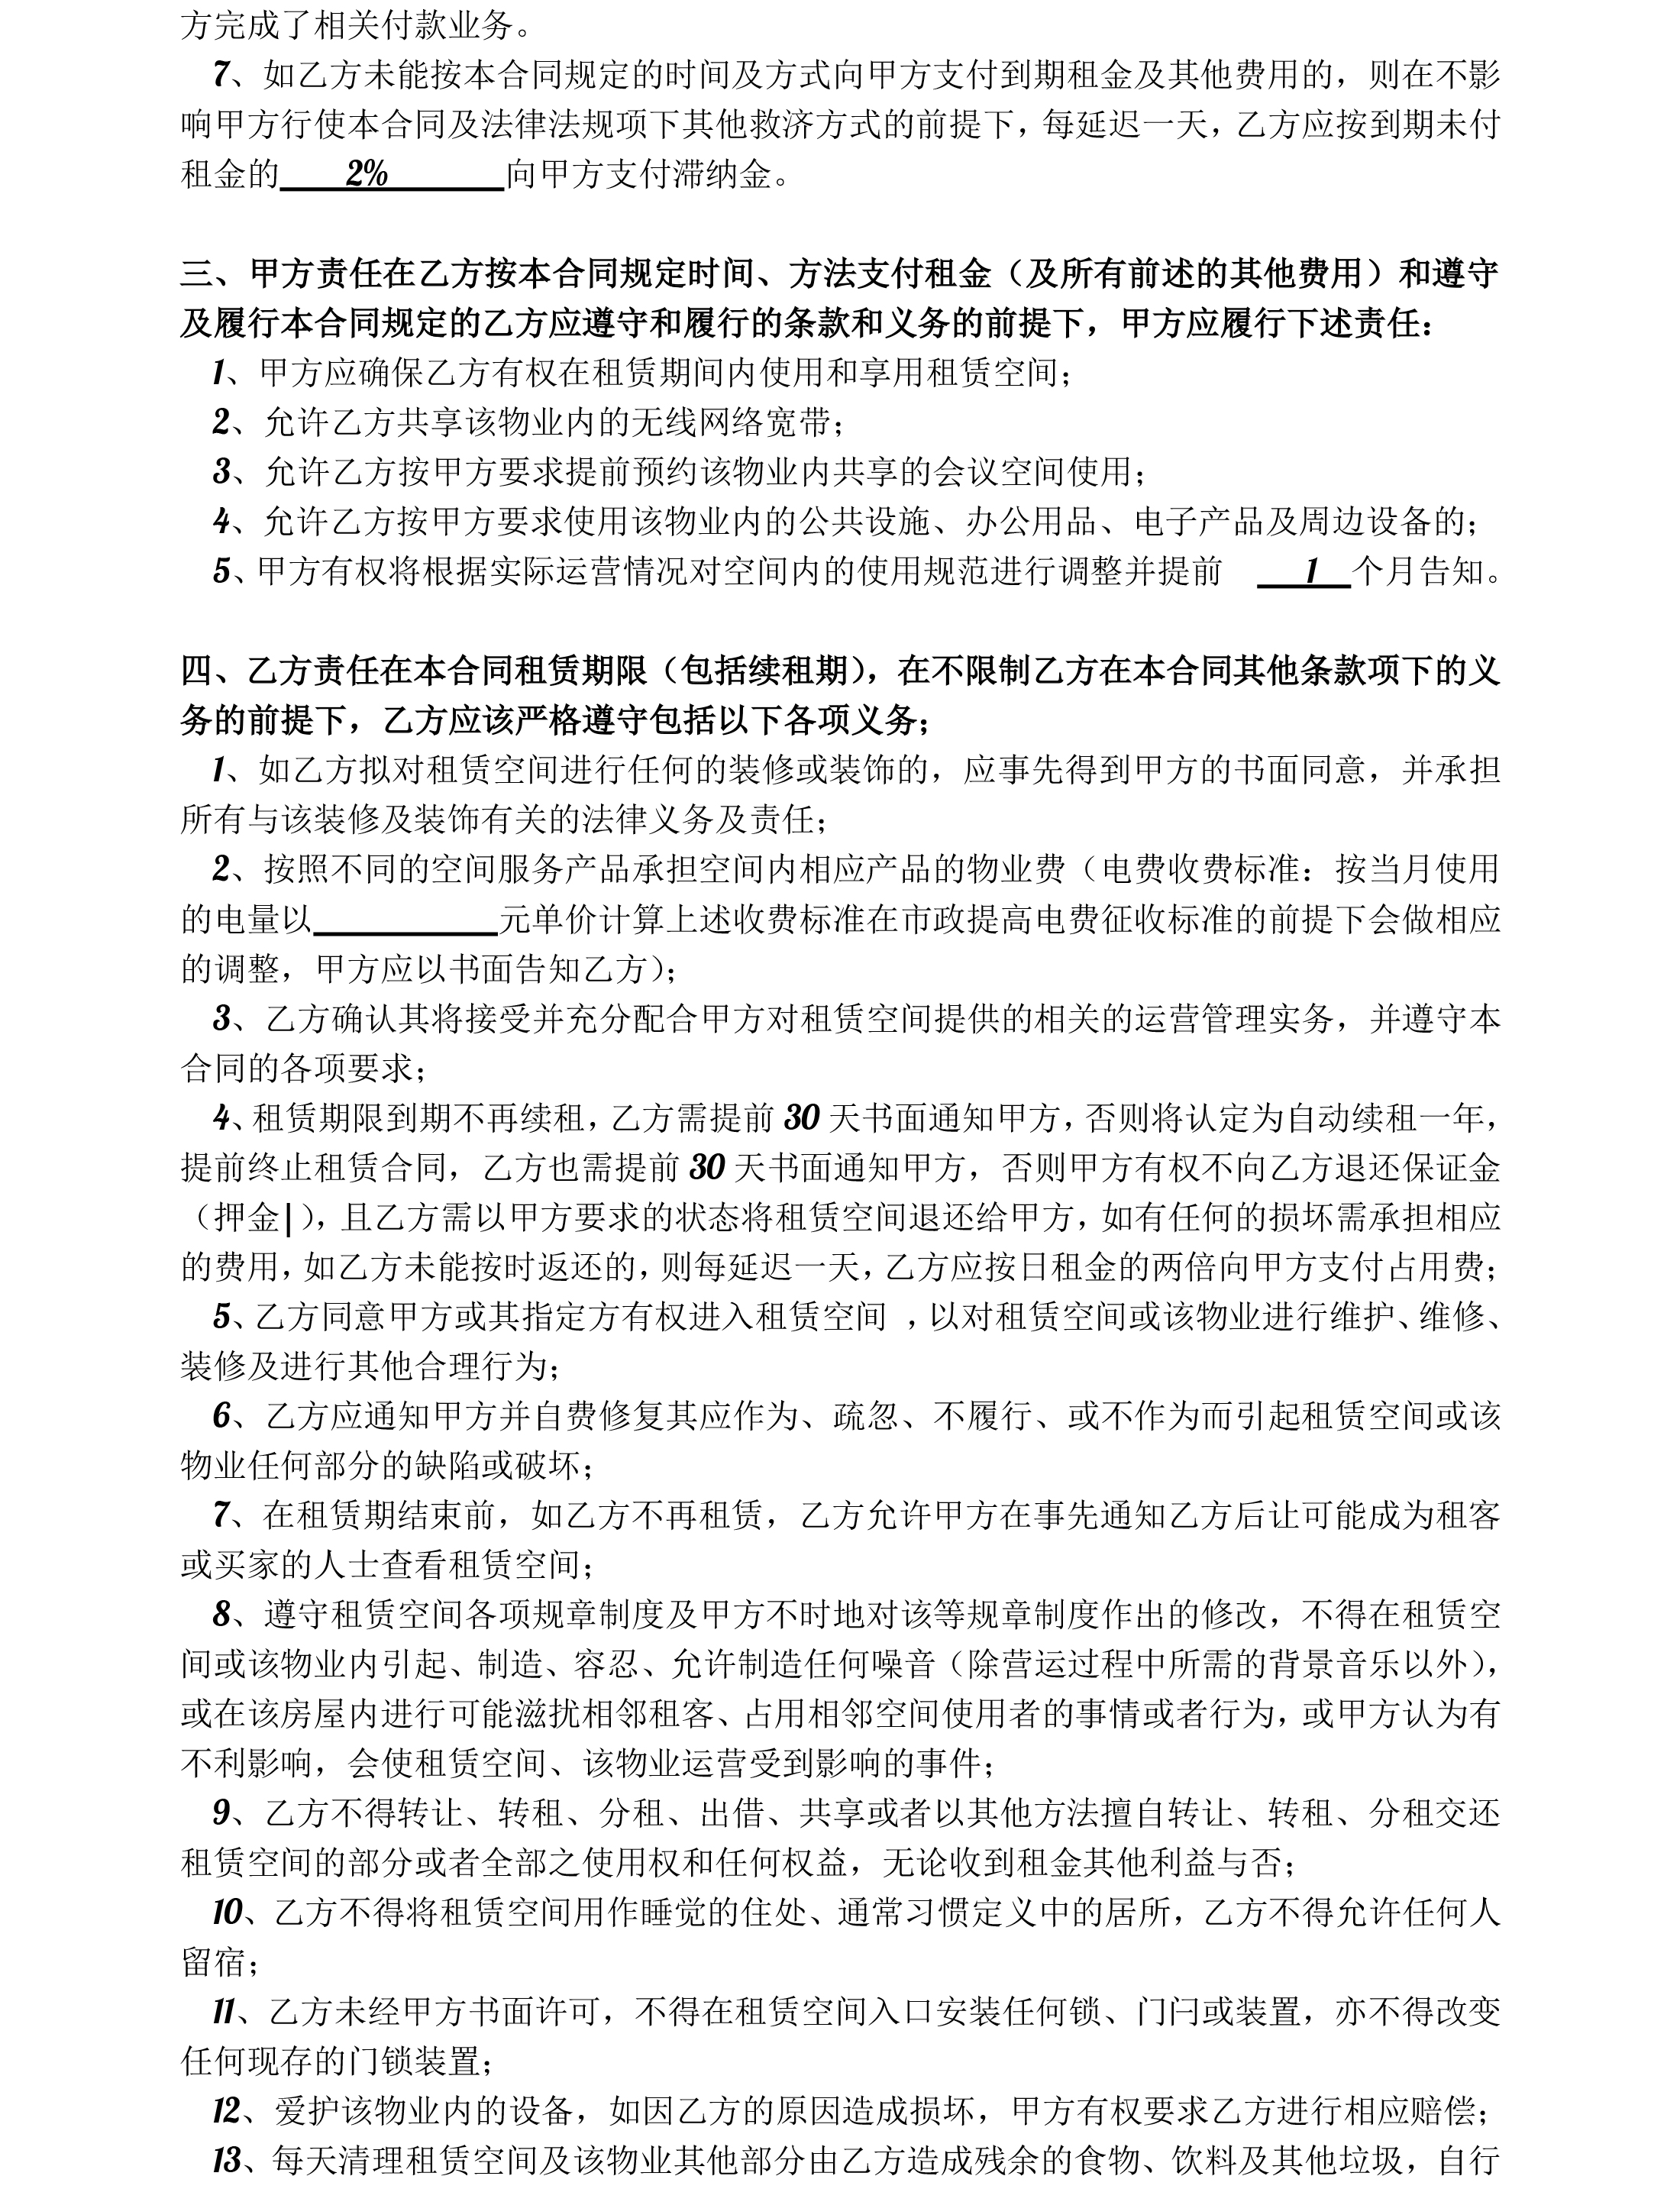 方完成了相关付款业务。
7、如乙方未能按本合同规定的时间及方式向甲方支付到期租金及其他费用的，则在不影
响甲方行使本合同及法律法规项下其他救济方式的前提下，每延迟一天，乙方应按到期未付
租金的 2% 向甲方支付滞纳金。
三、甲方责任在乙方按本合同规定时间、方法支付租金（及所有前述的其他费用）和遵守
及履行本合同规定的乙方应遵守和履行的条款和义务的前提下，甲方应履行下述责任：
1、甲方应确保乙方有权在租赁期间内使用和享用租赁空间；
2、允许乙方共享该物业内的无线网络宽带；
3、允许乙方按甲方要求提前预约该物业内共享的会议空间使用；
4、允许乙方按甲方要求使用该物业内的公共设施、办公用品、电子产品及周边设备的；
5、甲方有权将根据实际运营情况对空间内的使用规范进行调整并提前 1 个月告知。
四、乙方责任在本合同租赁期限（包括续租期），在不限制乙方在本合同其他条款项下的义
务的前提下，乙方应该严格遵守包括以下各项义务；
1、如乙方拟对租赁空间进行任何的装修或装饰的，应事先得到甲方的书面同意，并承担
所有与该装修及装饰有关的法律义务及责任；
2、按照不同的空间服务产品承担空间内相应产品的物业费（电费收费标准：按当月使用
的电量以___元单价计算上述收费标准在市政提高电费征收标准的前提下会做相应
的调整，甲方应以书面告知乙方）；
3、乙方确认其将接受并充分配合甲方对租赁空间提供的相关的运营管理实务，并遵守本
合同的各项要求；
4、租赁期限到期不再续租，乙方需提前 30 天书面通知甲方，否则将认定为自动续租一年，
提前终止租赁合同，乙方也需提前 30 天书面通知甲方，否则甲方有权不向乙方退还保证金
（押金|），且乙方需以甲方要求的状态将租赁空间退还给甲方，如有任何的损坏需承担相应
的费用，如乙方未能按时返还的，则每延迟一天，乙方应按日租金的两倍向甲方支付占用费；
5、乙方同意甲方或其指定方有权进入租赁空间 ，以对租赁空间或该物业进行维护、维修、
装修及进行其他合理行为；
6、乙方应通知甲方并自费修复其应作为、疏忽、不履行、或不作为而引起租赁空间或该
物业任何部分的缺陷或破坏；
7、在租赁期结束前，如乙方不再租赁，乙方允许甲方在事先通知乙方后让可能成为租客
或买家的人士查看租赁空间；
8、遵守租赁空间各项规章制度及甲方不时地对该等规章制度作出的修改，不得在租赁空
间或该物业内引起、制造、容忍、允许制造任何噪音（除营运过程中所需的背景音乐以外），
或在该房屋内进行可能滋扰相邻租客、占用相邻空间使用者的事情或者行为，或甲方认为有
不利影响，会使租赁空间、该物业运营受到影响的事件；
9、乙方不得转让、转租、分租、出借、共享或者以其他方法擅自转让、转租、分租交还
租赁空间的部分或者全部之使用权和任何权益，无论收到租金其他利益与否；
10、乙方不得将租赁空间用作睡觉的住处、通常习惯定义中的居所，乙方不得允许任何人
留宿；
11、乙方未经甲方书面许可，不得在租赁空间入口安装任何锁、门闩或装置，亦不得改变
任何现存的门锁装置；
12、爱护该物业内的设备，如因乙方的原因造成损坏，甲方有权要求乙方进行相应赔偿；
13、每天清理租赁空间及该物业其他部分由乙方造成残余的食物、饮料及其他垃圾，自行